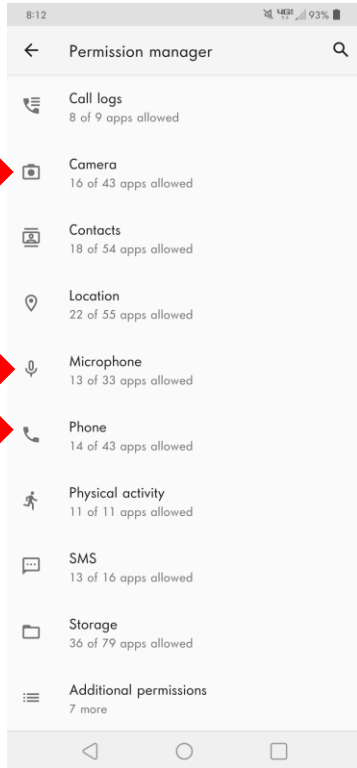 8:12
4G LTE 93%
Permission manager
Call logs
8 of 9 apps allowed
Camera
16 of 43 apps allowed
Contacts
18 of 54 apps allowed
Location
22 of 55 apps allowed
Microphone
13 of 33 apps allowed
Phone
14 of 43 apps allowed
Physical activity
11 of 11 apps allowed
SMS
13 of 16 apps allowed
Storage
36 of 79 apps allowed
Additional permissions
7 more